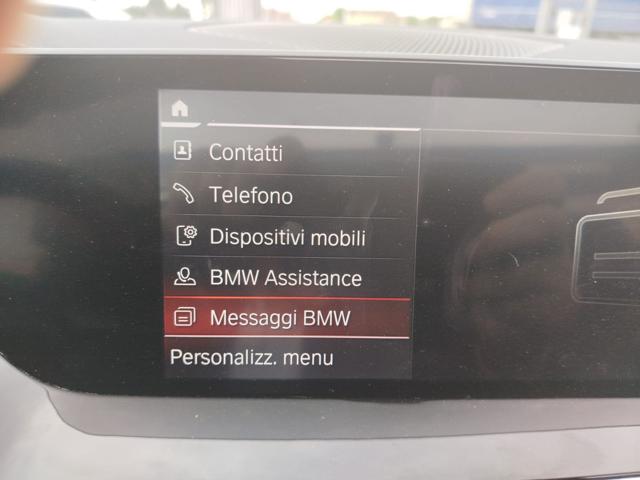 Contatti
Telefono
Dispositivi mobili
BMW Assistance
Messaggi BMW
Personalizz. menu